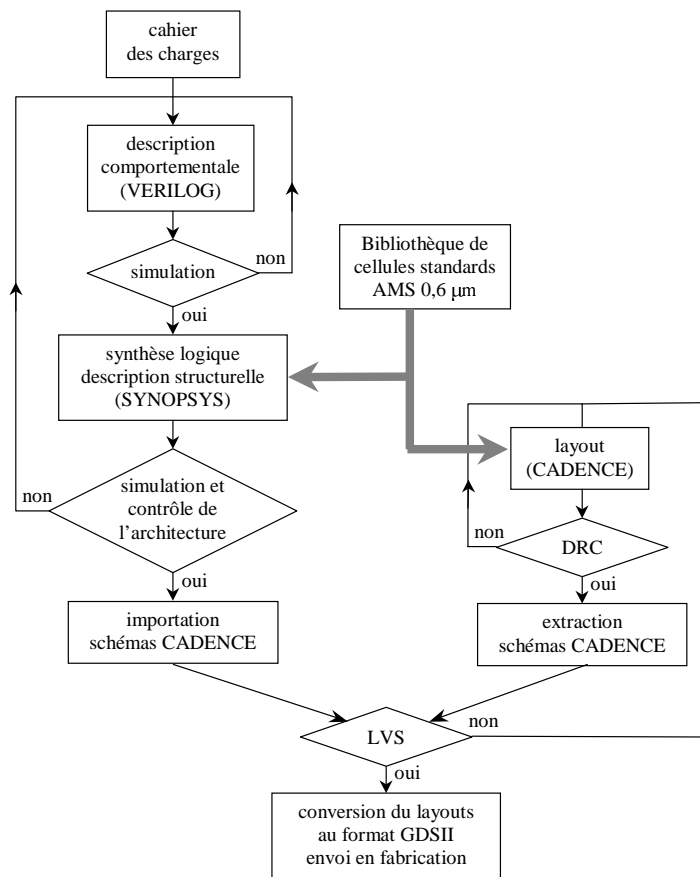 cahier
des charges
description
comportementale
(VERILOG)
simulation
non
oui
Bibliothèque de
cellules standards
AMS 0,6 μm
synthèse logique
description structurelle
(SYNOPSYS)
layout
(CADENCE)
non
simulation et
contrôle de
l’architecture
oui
non
DRC
oui
importation
schémas CADENCE
extraction
schémas CADENCE
LVS
non
oui
conversion du layouts
au format GDSII
envoi en fabrication